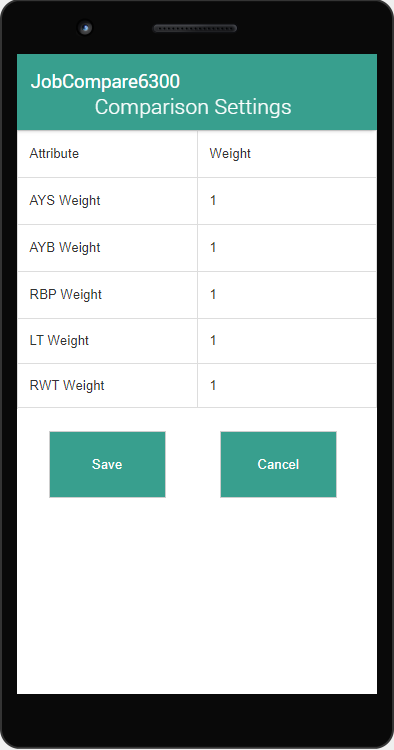 JobCompare6300
Comparison Settings
Attribute Weight
AYS Weight 1
AYB Weight 1
RBP Weight 1
LT Weight 1
RWT Weight 1
Save Cancel